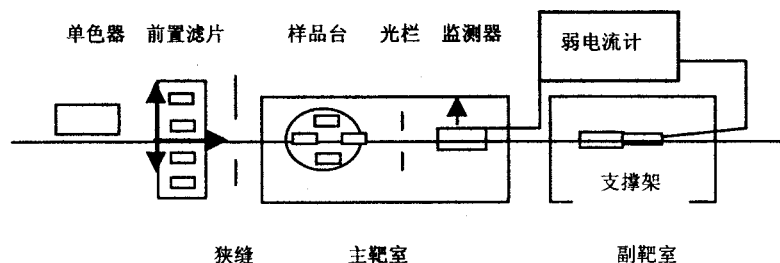 单色器 前置滤片 样品台 光栏 监测器
弱电流计
支撑架
狭缝 主靶室 副靶室